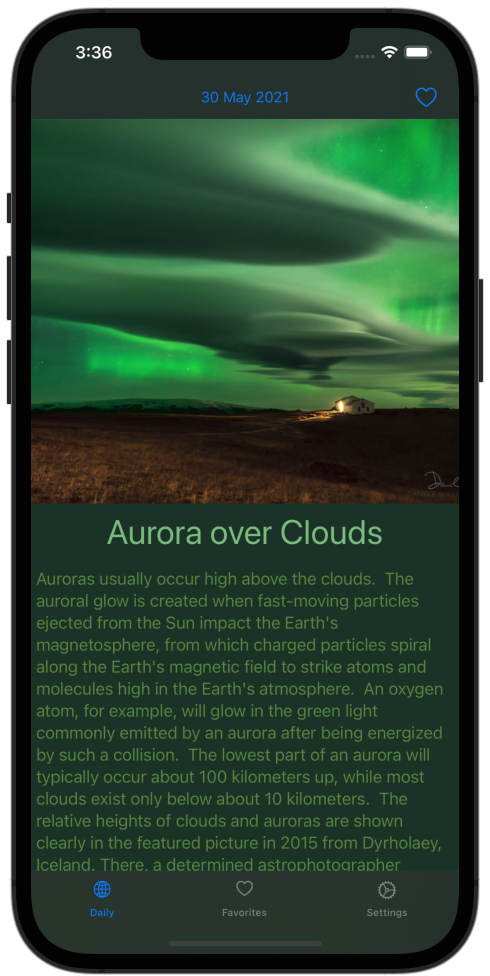 3:36
30 May 2021
Aurora over Clouds
Auroras usually occur high above the clouds.  The
auroral glow is created when fast-moving particles
ejected from the Sun impact the Earth's
magnetosphere, from which charged particles spiral
along the Earth's magnetic field to strike atoms and
molecules high in the Earth's atmosphere.  An oxygen
atom, for example, will glow in the green light
commonly emitted by an aurora after being energized
by such a collision.  The lowest part of an aurora will
typically occur about 100 kilometers up, while most
clouds exist only below about 10 kilometers.  The
relative heights of clouds and auroras are shown
clearly in the featured picture in 2015 from Dyrholaey,
Iceland. There, a determined astrophotographer
Daily
Favorites
Settings